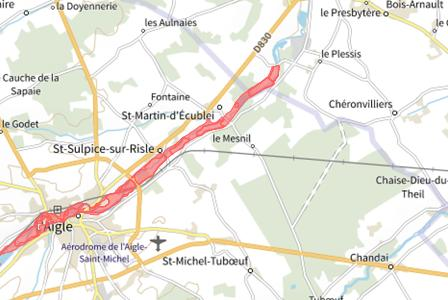 la Doyennerie
les Aulnaies
le Presbytère
Bois-Arnault
D830
le Plessis
Cauche de la
Sapaie
Fontaine
Chéronvilliers
St-Martin-d'Écublei
le Godet
le Mesnil
St-Sulpice-sur-Risle
Chaise-Dieu-du-
Theil
Aigle
Aérodrome de l'Aigle-
Saint-Michel
St-Michel-Tubœuf
Chandai
Tubœuf